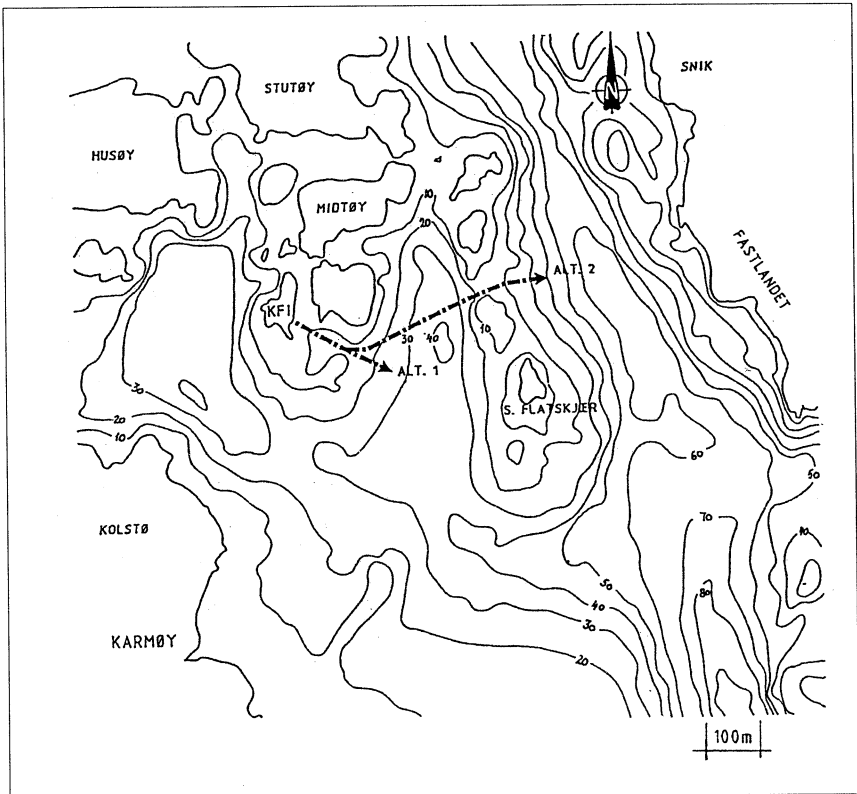 SNIK
STUTØY
N
HUSØY
MIDTØY
10
20
FASTLANDET
ALT. 2
KF1
30 40
10
ALT. 1
30
S. FLATSKJÆR
20
10
60
50
KOLSTØ
70
40
50
80
40
30
20
KARMØY
100m